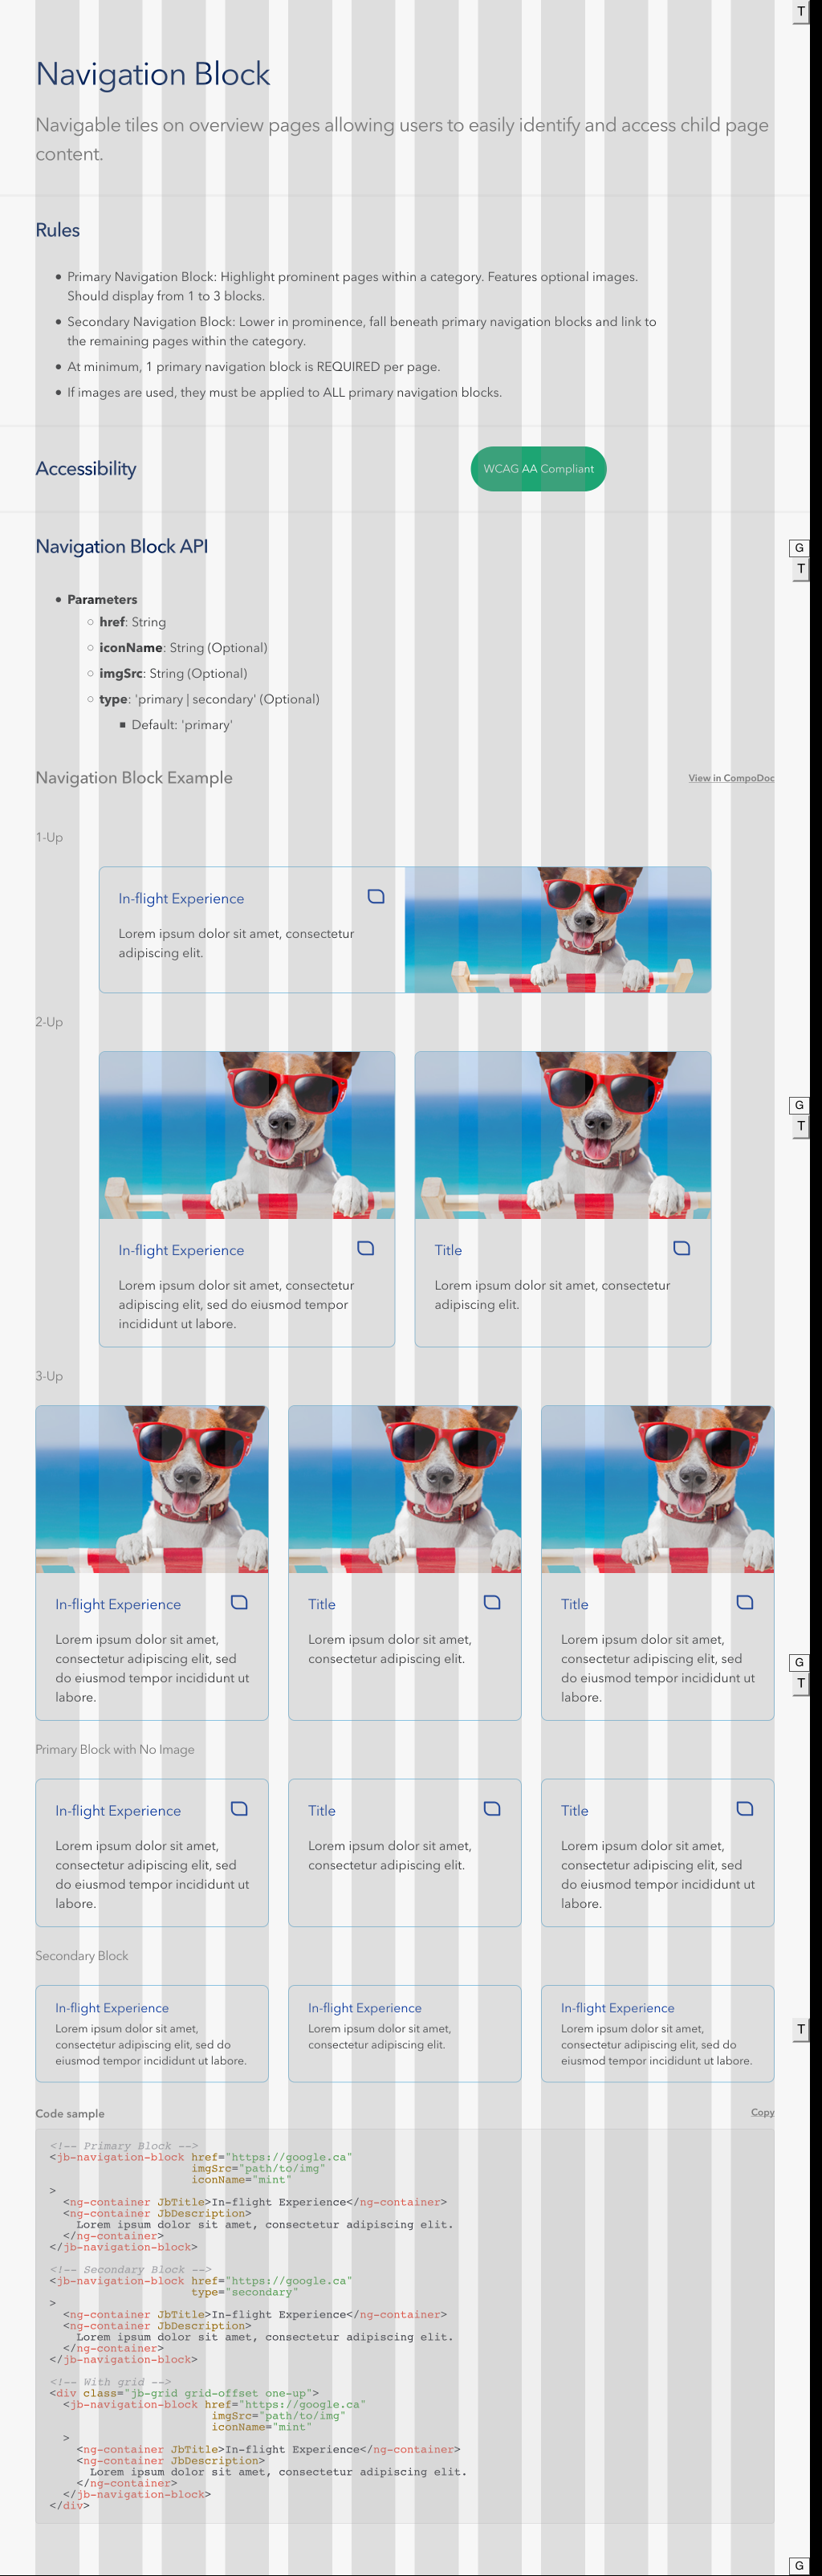 T
Navigation Block
Navigable tiles on overview pages allowing users to easily identify and access child page
content.
Rules
• Primary Navigation Block: Highlight prominent pages within a category. Features optional images.
Should display from 1 to 3 blocks.
• Secondary Navigation Block: Lower in prominence, fall beneath primary navigation blocks and link to
the remaining pages within the category.
• At minimum, 1 primary navigation block is REQUIRED per page.
• If images are used, they must be applied to ALL primary navigation blocks.
Accessibility
WCAG AA Compliant
Navigation Block API
G
T
• Parameters
○ href: String
○ iconName: String (Optional)
○ imgSrc: String (Optional)
○ type: 'primary | secondary' (Optional)
▪ Default: 'primary'
Navigation Block Example
View in CompoDoc
1-Up
In-flight Experience
Lorem ipsum dolor sit amet, consectetur
adipiscing elit.
2-Up
G
T
In-flight Experience
Lorem ipsum dolor sit amet, consectetur
adipiscing elit, sed do eiusmod tempor
incididunt ut labore.
Title
Lorem ipsum dolor sit amet, consectetur
adipiscing elit.
3-Up
In-flight Experience
Lorem ipsum dolor sit amet,
consectetur adipiscing elit, sed
do eiusmod tempor incididunt ut
labore.
Title
Lorem ipsum dolor sit amet,
consectetur adipiscing elit.
Title
Lorem ipsum dolor sit amet,
consectetur adipiscing elit, sed
do eiusmod tempor incididunt ut
labore.
G
T
Primary Block with No Image
In-flight Experience
Lorem ipsum dolor sit amet,
consectetur adipiscing elit, sed
do eiusmod tempor incididunt ut
labore.
Title
Lorem ipsum dolor sit amet,
consectetur adipiscing elit.
Title
Lorem ipsum dolor sit amet,
consectetur adipiscing elit, sed
do eiusmod tempor incididunt ut
labore.
Secondary Block
In-flight Experience
Lorem ipsum dolor sit amet,
consectetur adipiscing elit, sed do
eiusmod tempor incididunt ut labore.
In-flight Experience
Lorem ipsum dolor sit amet,
consectetur adipiscing elit.
In-flight Experience
Lorem ipsum dolor sit amet,
consectetur adipiscing elit, sed do
eiusmod tempor incididunt ut labore.
T
Code sample
Copy
<!-- Primary Block -->
<jb-navigation-block href="https://google.ca"
imgSrc="path/to/img"
iconName="mint"
>
<ng-container JbTitle>In-flight Experience</ng-container>
<ng-container JbDescription>
Lorem ipsum dolor sit amet, consectetur adipiscing elit.
</ng-container>
</jb-navigation-block>
<!-- Secondary Block -->
<jb-navigation-block href="https://google.ca"
type="secondary"
>
<ng-container JbTitle>In-flight Experience</ng-container>
<ng-container JbDescription>
Lorem ipsum dolor sit amet, consectetur adipiscing elit.
</ng-container>
</jb-navigation-block>
<!-- With grid -->
<div class="jb-grid grid-offset one-up">
<jb-navigation-block href="https://google.ca"
imgSrc="path/to/img"
iconName="mint"
>
<ng-container JbTitle>In-flight Experience</ng-container>
<ng-container JbDescription>
Lorem ipsum dolor sit amet, consectetur adipiscing elit.
</ng-container>
</jb-navigation-block>
</div>
G